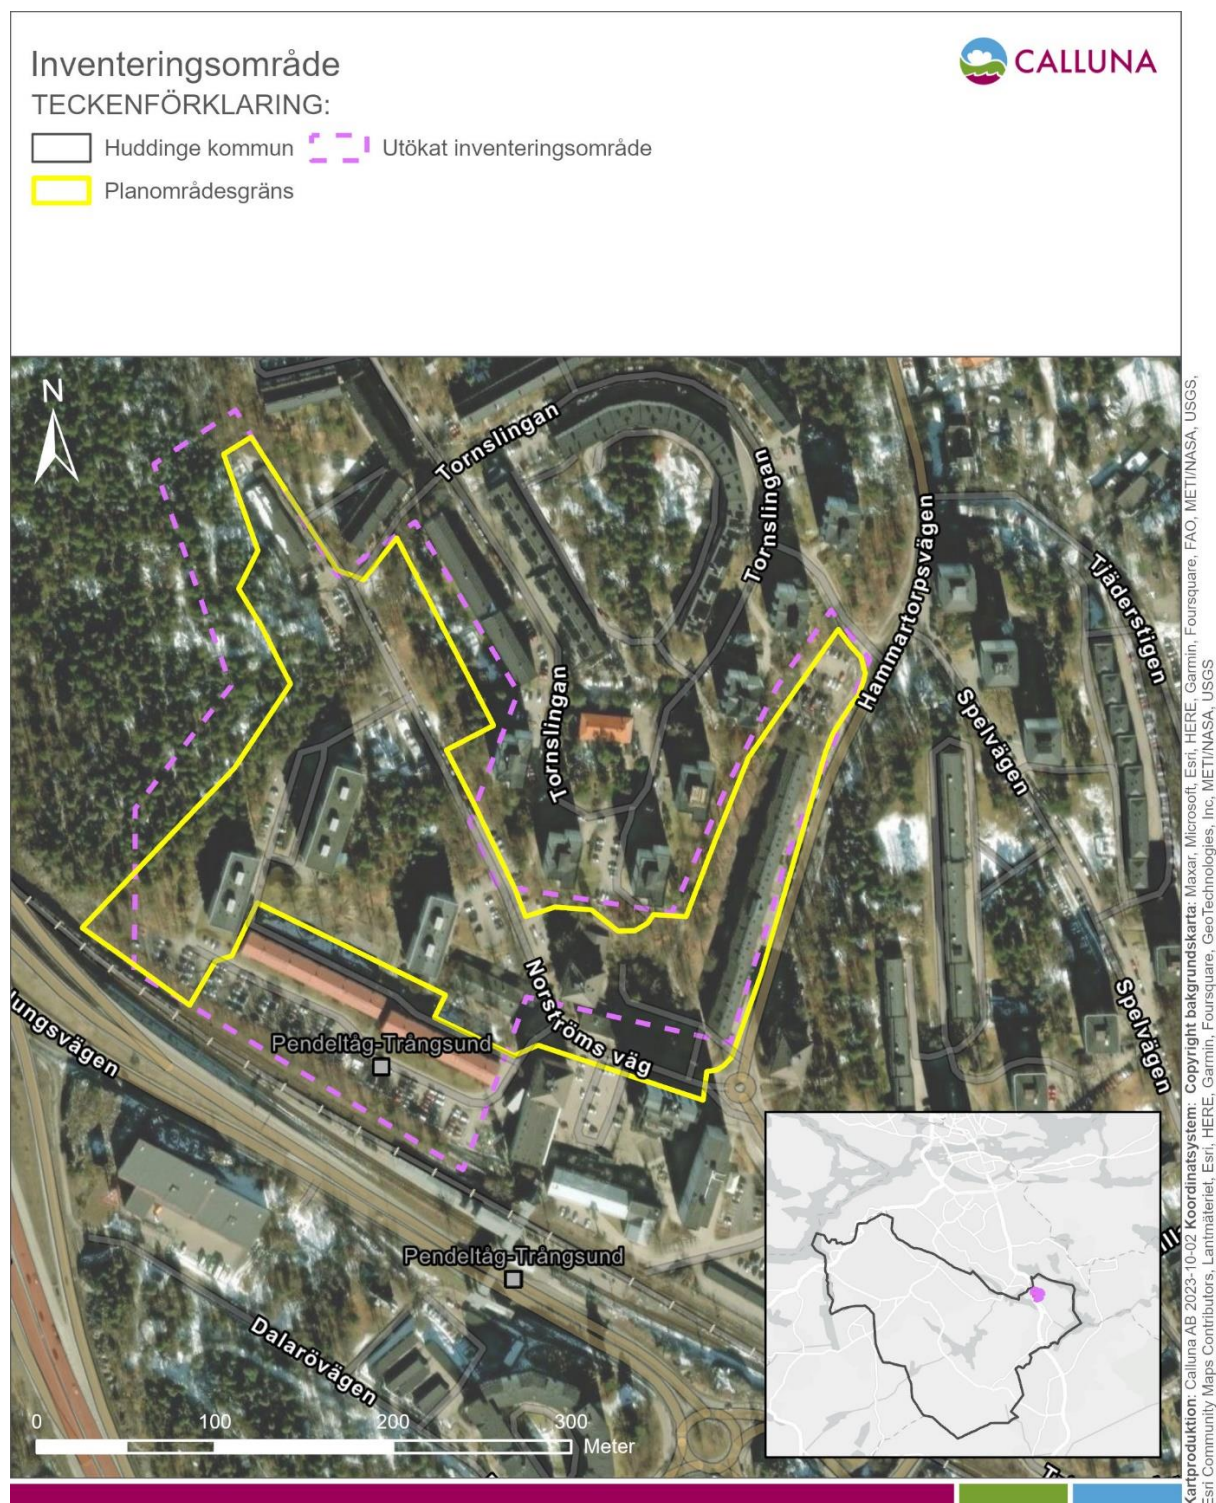 Inventeringsområde
CALLUNA
TECKENFÖRKLARING:
Huddinge kommun
Utökat inventeringsområde
Planområdesgräns
N
Tornslingan
Tornslingan
Hammartorpsvägen
Tjäderstigen
Tornslingan
Spelvägen
Norströms väg
Spelvägen
lungsvägen
Pendeltåg-Trångsund
Pendeltåg-Trångsund
Dalarövägen
0 100 200 300
Meter
Kartproduktion: Calluna AB 2023-10-02 Koordinatsystem: Copyright bakgrundskarta: Maxar, Microsoft, Esri, HERE, Garmin, Foursquare, FAO, METI/NASA, USGS,
Esri Community Maps Contributors, Lantmäteriet, Esri, HERE, Garmin, Foursquare, GeoTechnologies, Inc, METI/NASA, USGS